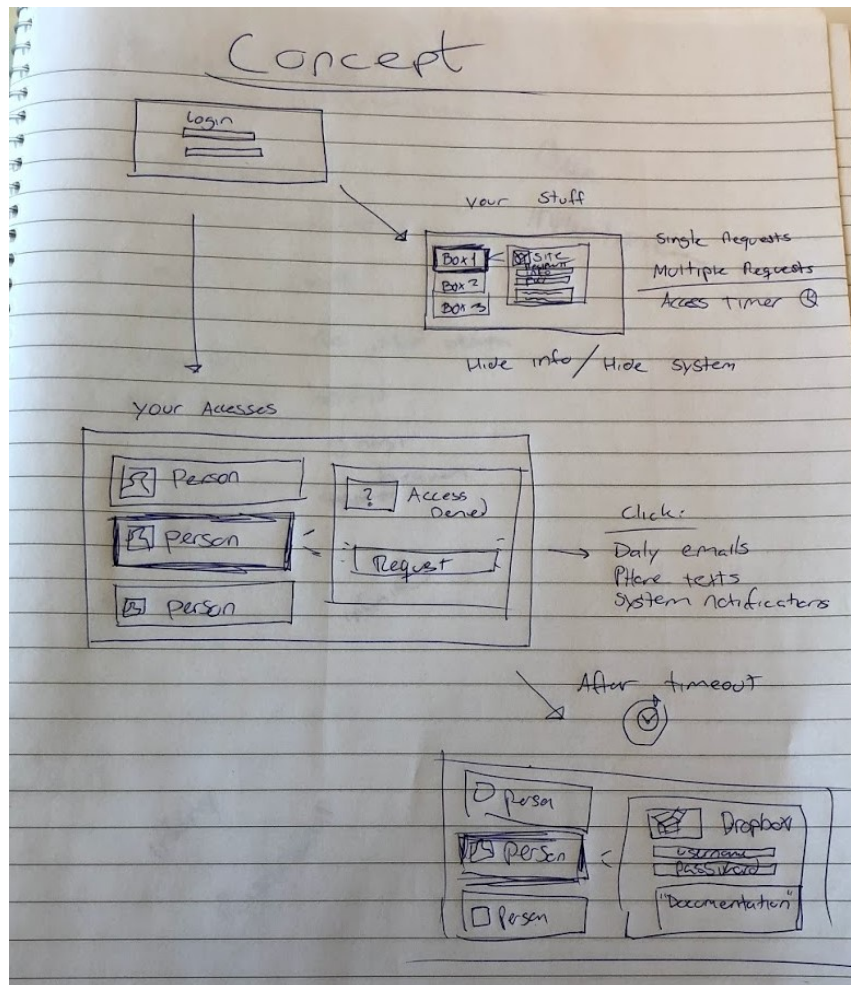 Concept
Login
Your Stuff
Box 1
Box 2
Box 3
Site
Single Requests
Multiple Requests
Access timer
Hide info / Hide system
Your Accesses
Person
Person
Person
?
Access
Denied
Request
Click:
Daly emails
Phone texts
System notifications
After timeout
Person
Person
Person
Dropbox
Username
Password
"Documentation"